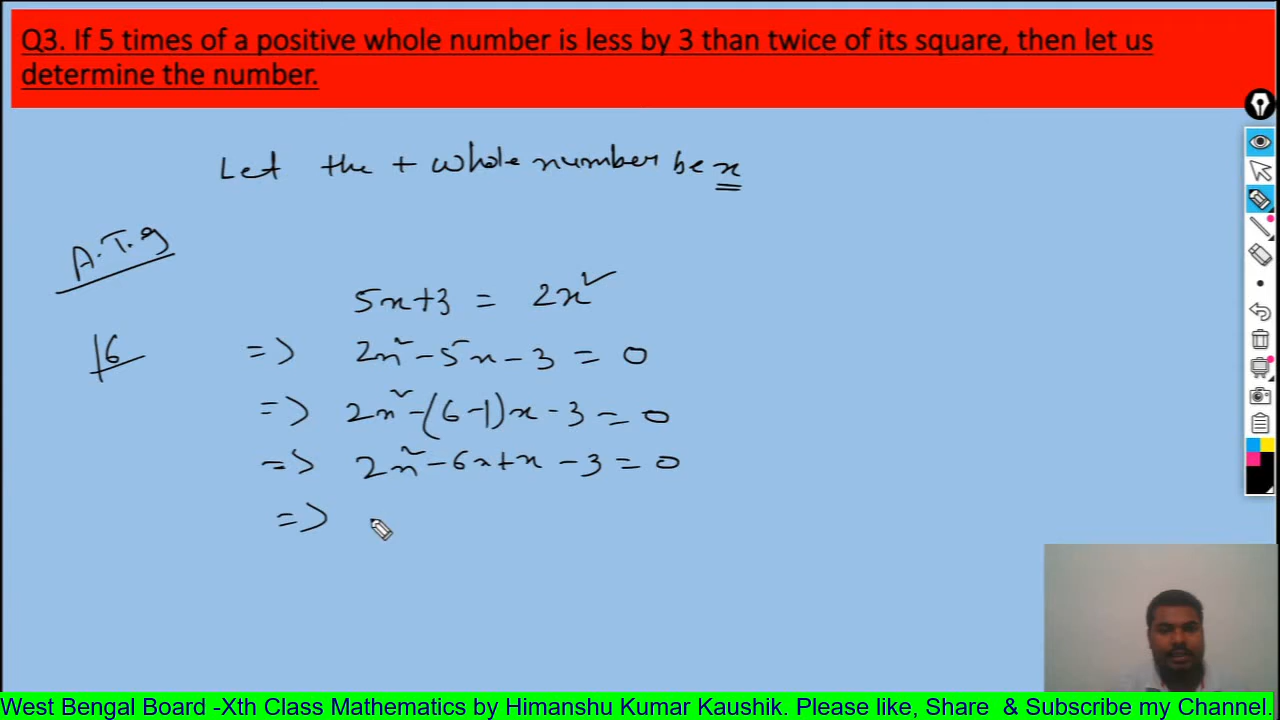 Q3. If 5 times of a positive whole number is less by 3 than twice of its square, then let us
determine the number.
Let the + whole number be x
A.T.q
5x+3 = 2x²
=> 2x² - 5x - 3 = 0
16
=> 2x² - (6-1)x - 3 = 0
=> 2x² - 6x + x - 3 = 0
=>
West Bengal Board -Xth Class Mathematics by Himanshu Kumar Kaushik. Please like, Share & Subscribe my Channel.